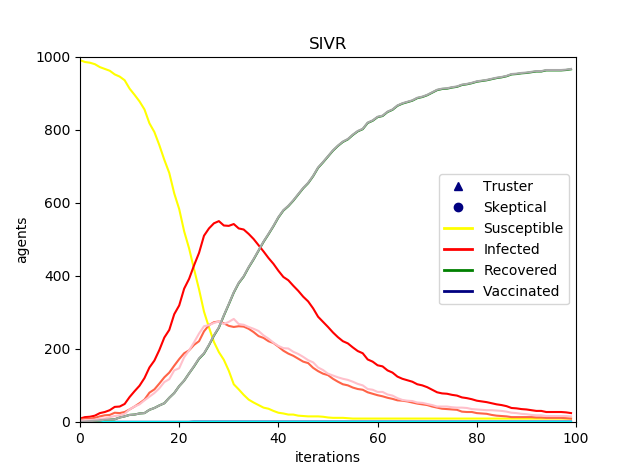 SIVR
1000
800
600
400
200
0
agents
0 20 40 60 80 100
iterations
Truster
Skeptical
Susceptible
Infected
Recovered
Vaccinated